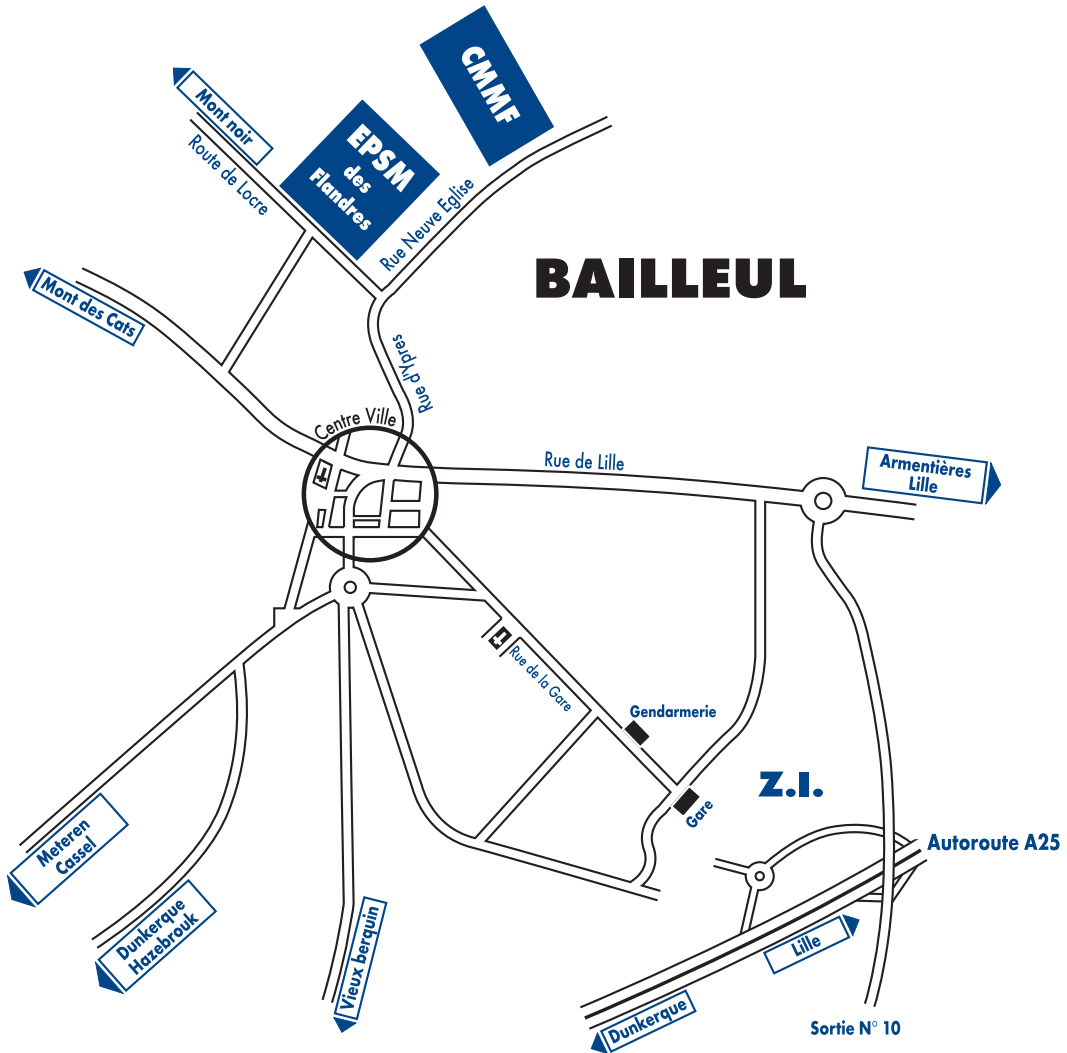 CMMF
Mont noir
EPSM
des
Flandres
Route de Locre
Rue Neuve Eglise
BAILLEUL
Mont des Cats
Rue d'Ypres
Centre Ville
Rue de Lille
Armentières
Lille
Rue de la Gare
Gendarmerie
Z.I.
Gare
Meteren
Cassel
Autoroute A25
Dunkerque
Hazebrouk
Vieux berquin
Lille
Dunkerque
Sortie N° 10